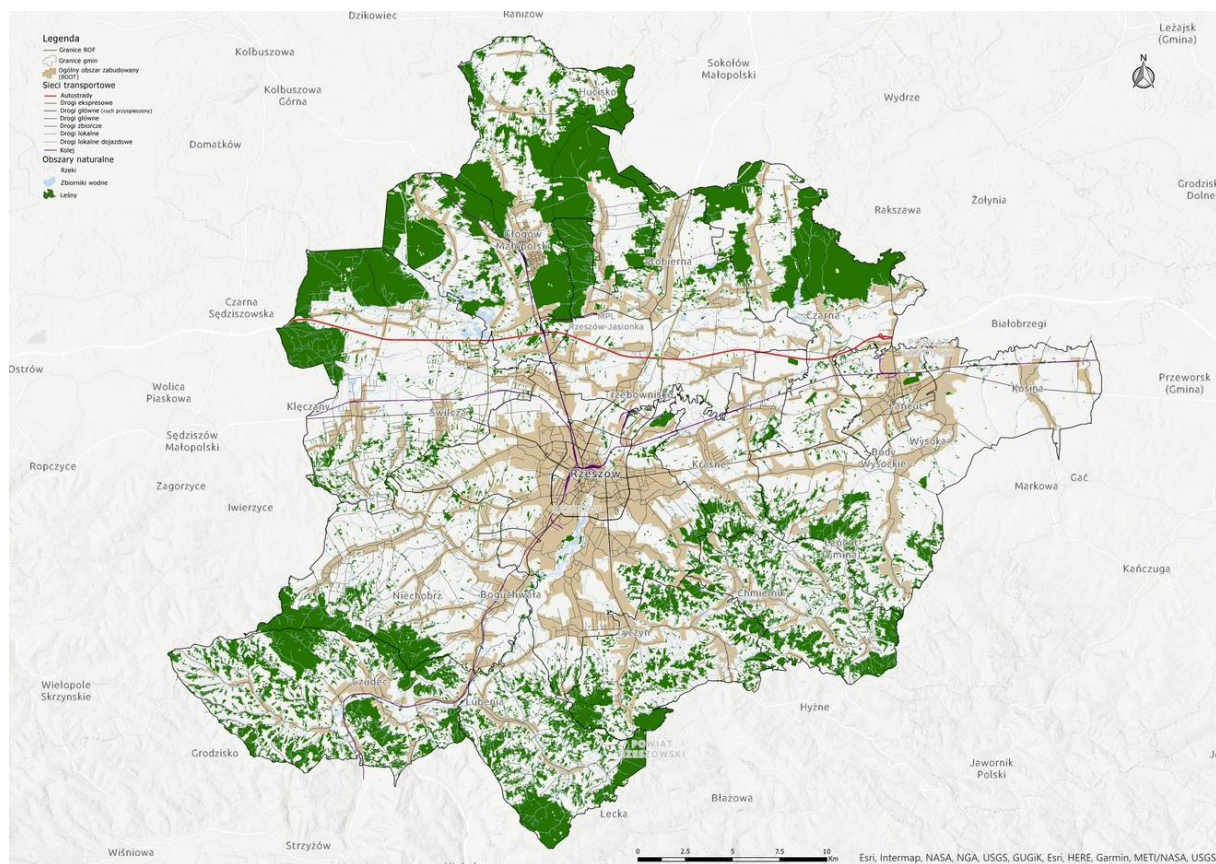 Dzikowiec
Raniżów
Leżajsk
(Gmina)
Legenda
Granice ROF
Granice gmin
Ogólny obszar zabudowany
(BDOT)
Sieci transportowe
Autostrady
Drogi ekspresowe
Drogi główne (ruch przyspieszony)
Drogi główne
Drogi zbiorcze
Drogi lokalne
Drogi lokalne dojazdowe
Kolej
Obszary naturalne
Rzeki
Zbiorniki wodne
Leśny
N
Kolbuszowa
Kolbuszowa
Górna
Sokołów
Małopolski
Hucisko
Wydrze
Domatków
Grodzisk
Dolne
Żołynia
Rakszawa
Głogów
Małopolski
Stobierna
Czarna
Sędziszowska
MPL
Rzeszów-Jasionka
Czarna
Białobrzegi
POWIAT
Ostrów
Wolica
Piaskowa
Klęczany
Świlcza
Trzebownisko
Łańcut
Kosina
Przeworsk
(Gmina)
Sędziszów
Małopolski
Wysoka
Budy
Wysockie
Ropczyce
Krasne
Rzeszów
Zagorzyce
Gać
Markowa
Iwierzyce
(Gmina)
Kańczuga
Niechobrz
Boguchwała
Chmielnik
Tyczyn
Wielopole
Skrzyńskie
Czudec
Lubenia
Hyżne
Grodzisko
POWIAT
RZESZOWSKI
Jawornik
Polski
Błażowa
Lecka
Wiśniowa
Strzyżów
0
2.5
5
7.5
10
Km
Esri, Intermap, NASA, NGA, USGS, GUGiK, Esri, HERE, Garmin, METI/NASA, USGS